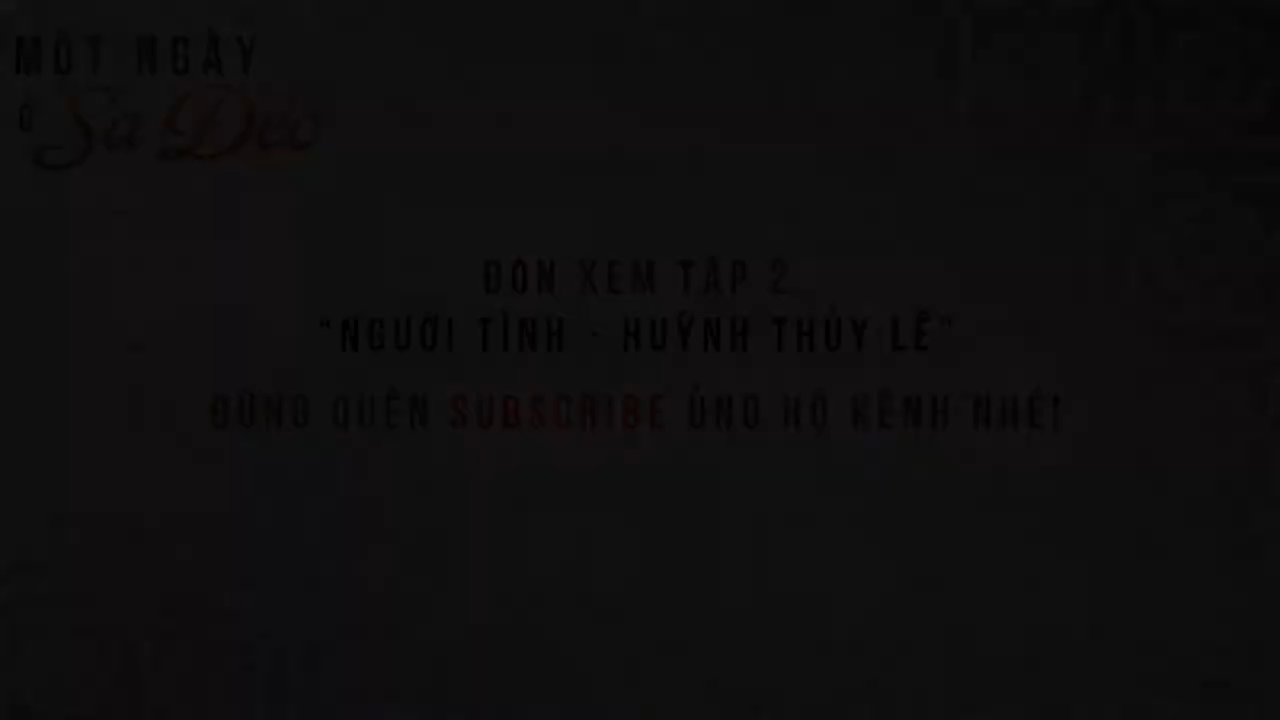 MỘT NGÀY
Ở Sa Đéc
ĐÓN XEM TẬP 2
"NGƯỜI TÌNH - HUỲNH THỦY LÊ"
ĐỪNG QUÊN SUBSCRIBE ỦNG HỘ KÊNH NHÉ!